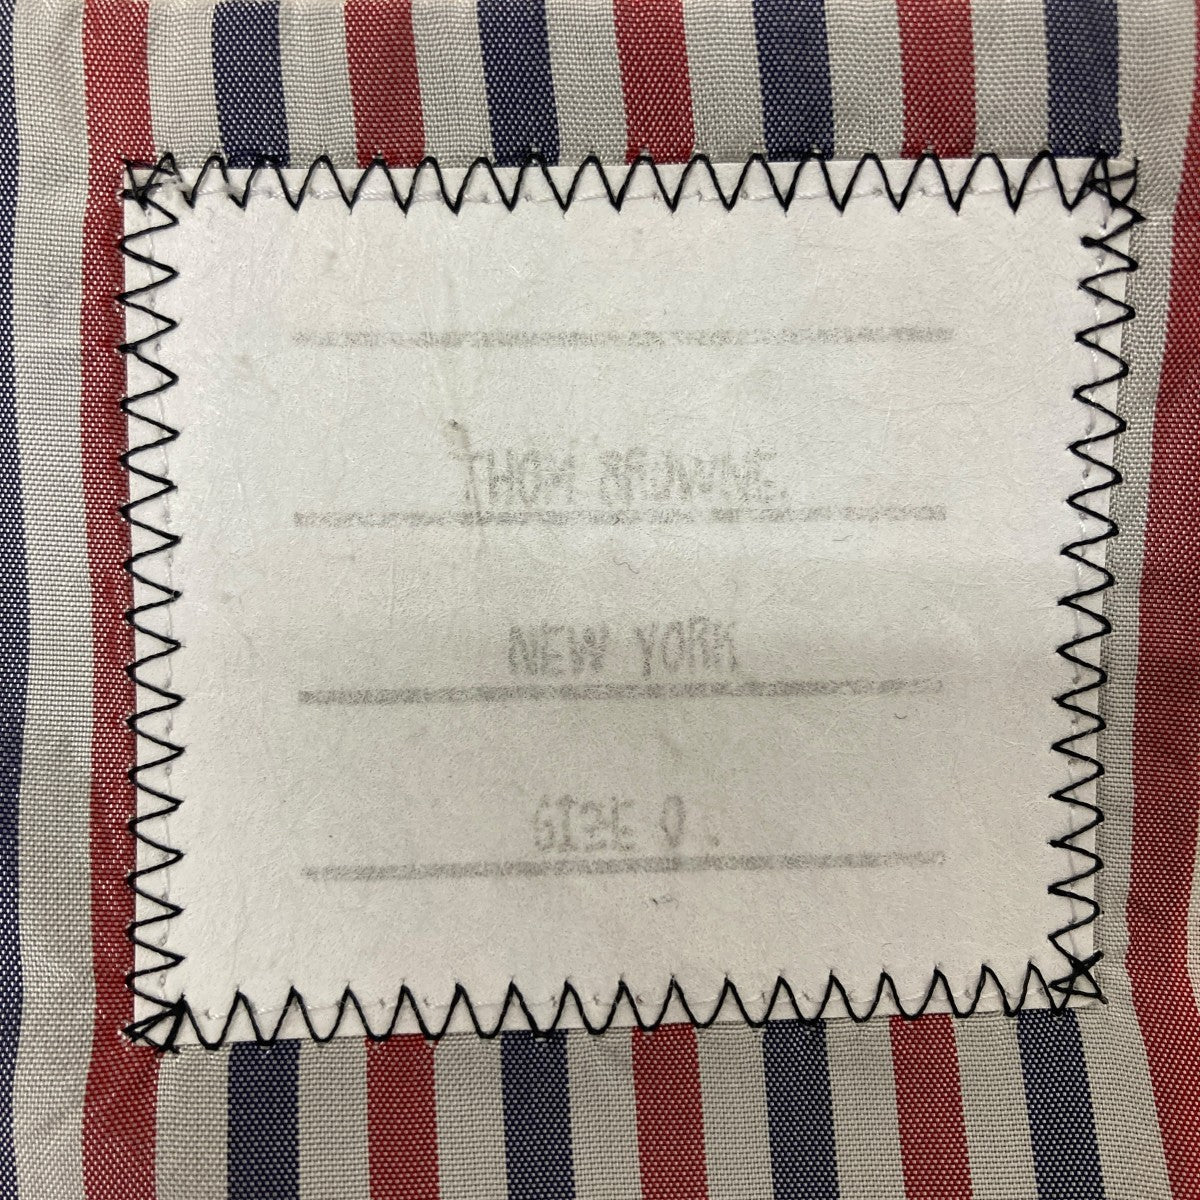 THOM BROWNE.
NEW YORK
SIZE 0.